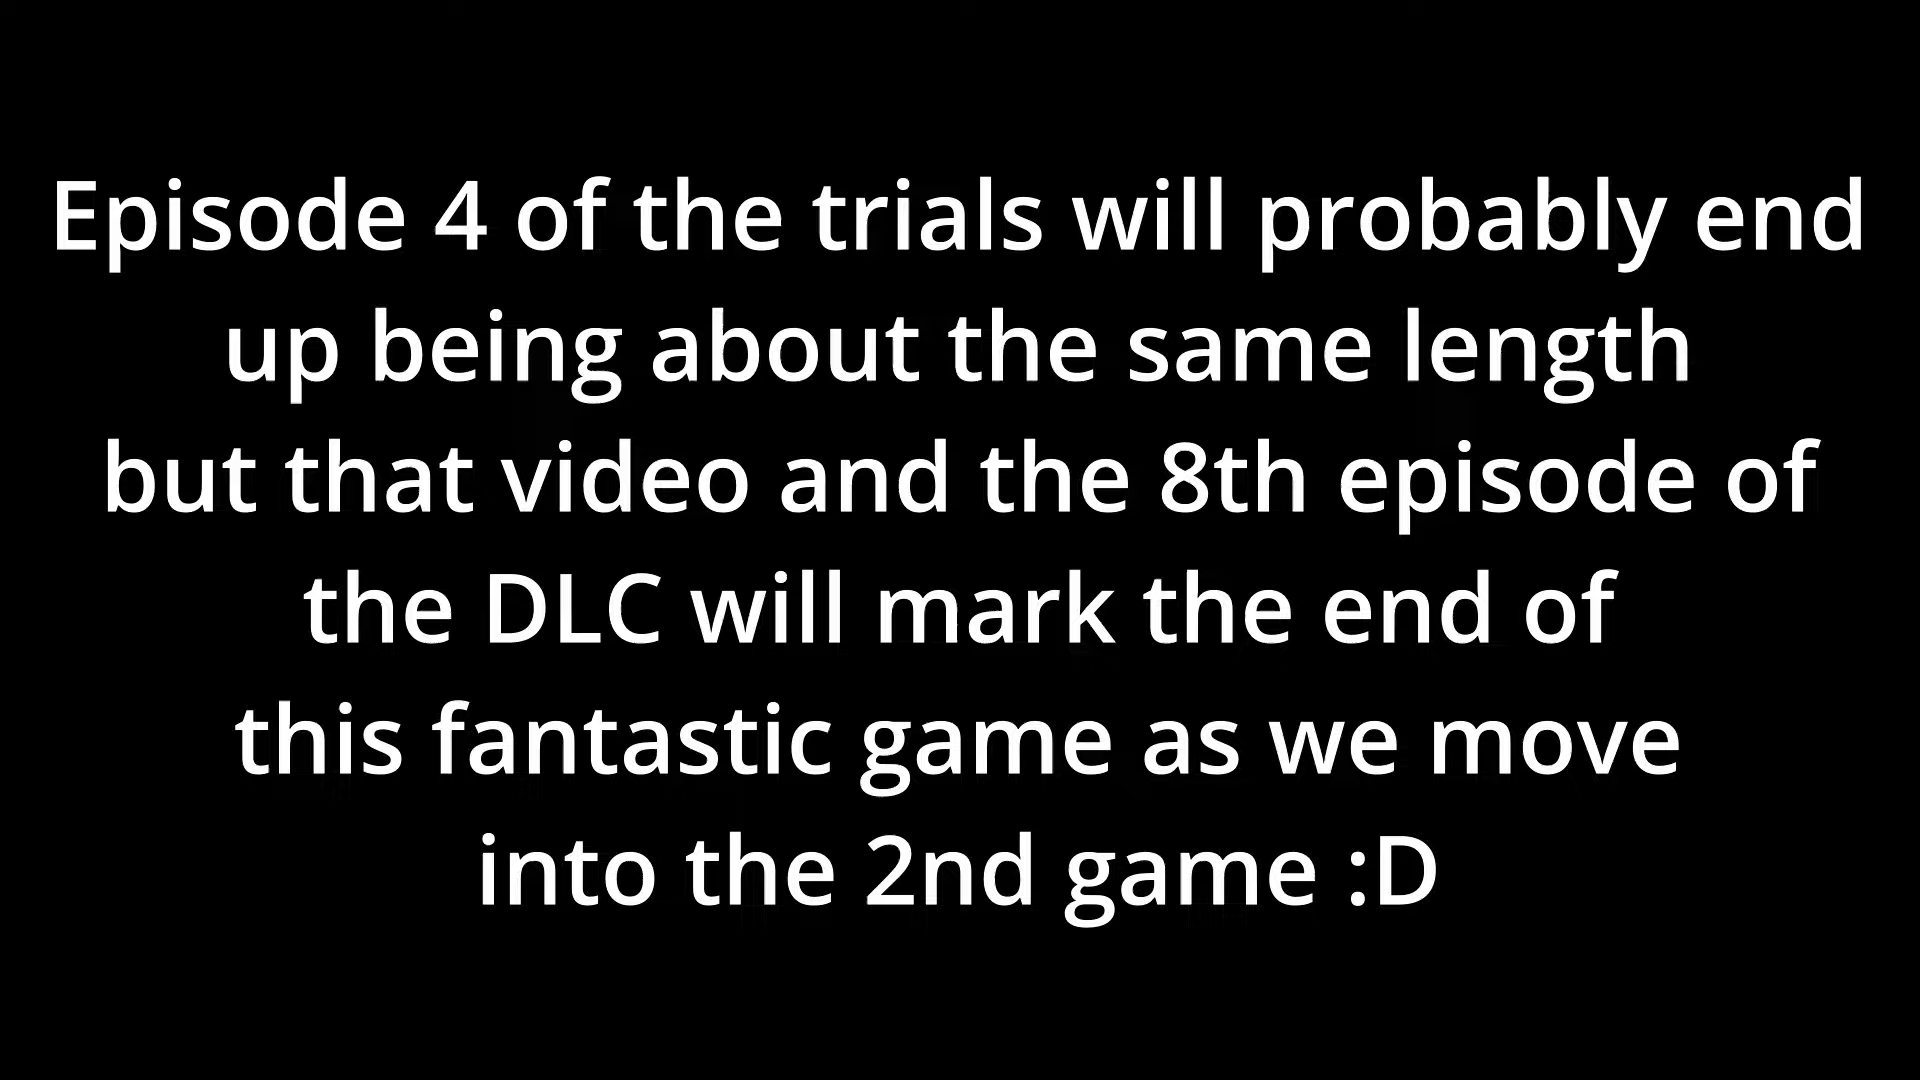 Episode 4 of the trials will probably end
up being about the same length
but that video and the 8th episode of
the DLC will mark the end of
this fantastic game as we move
into the 2nd game :D